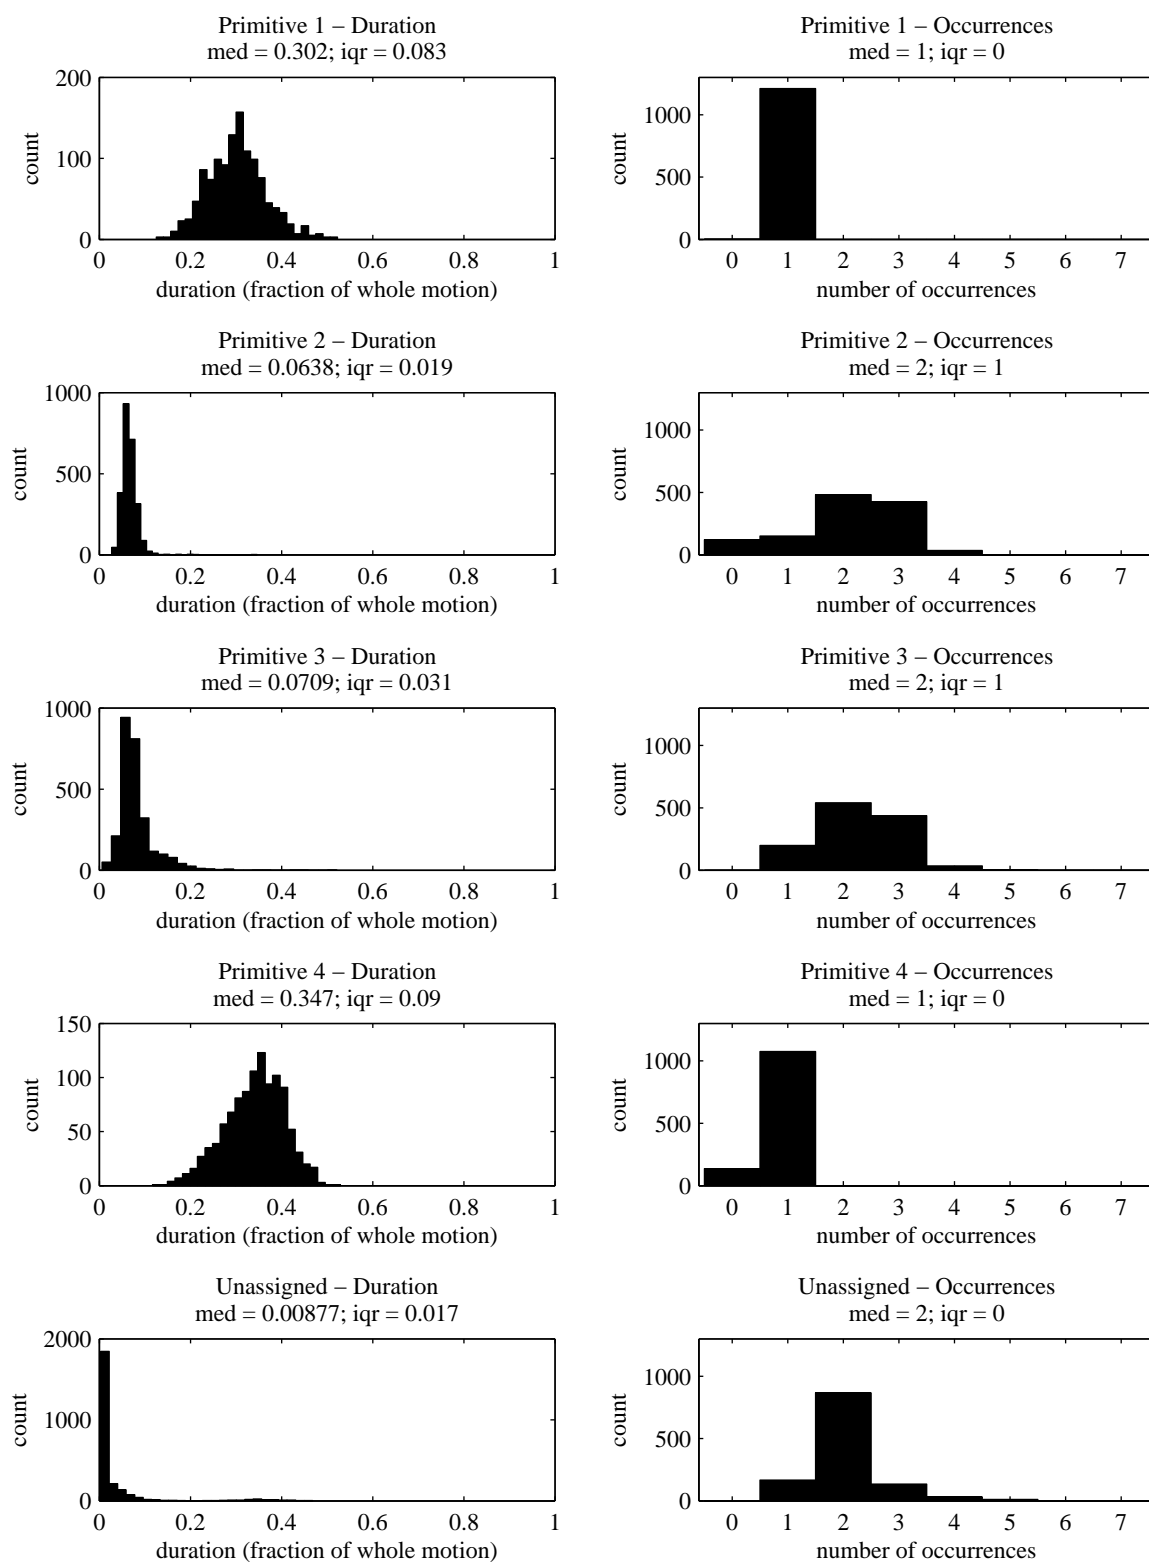 Primitive 1 – Duration
med = 0.302; iqr = 0.083
200
100
0
count
0 0.2 0.4 0.6 0.8 1
duration (fraction of whole motion)
Primitive 1 – Occurrences
med = 1; iqr = 0
1000
500
0
count
0 1 2 3 4 5 6 7
number of occurrences
Primitive 2 – Duration
med = 0.0638; iqr = 0.019
1000
500
0
count
0 0.2 0.4 0.6 0.8 1
duration (fraction of whole motion)
Primitive 2 – Occurrences
med = 2; iqr = 1
1000
500
0
count
0 1 2 3 4 5 6 7
number of occurrences
Primitive 3 – Duration
med = 0.0709; iqr = 0.031
1000
500
0
count
0 0.2 0.4 0.6 0.8 1
duration (fraction of whole motion)
Primitive 3 – Occurrences
med = 2; iqr = 1
1000
500
0
count
0 1 2 3 4 5 6 7
number of occurrences
Primitive 4 – Duration
med = 0.347; iqr = 0.09
150
100
50
0
count
0 0.2 0.4 0.6 0.8 1
duration (fraction of whole motion)
Primitive 4 – Occurrences
med = 1; iqr = 0
1000
500
0
count
0 1 2 3 4 5 6 7
number of occurrences
Unassigned – Duration
med = 0.00877; iqr = 0.017
2000
1000
0
count
0 0.2 0.4 0.6 0.8 1
duration (fraction of whole motion)
Unassigned – Occurrences
med = 2; iqr = 0
1000
500
0
count
0 1 2 3 4 5 6 7
number of occurrences